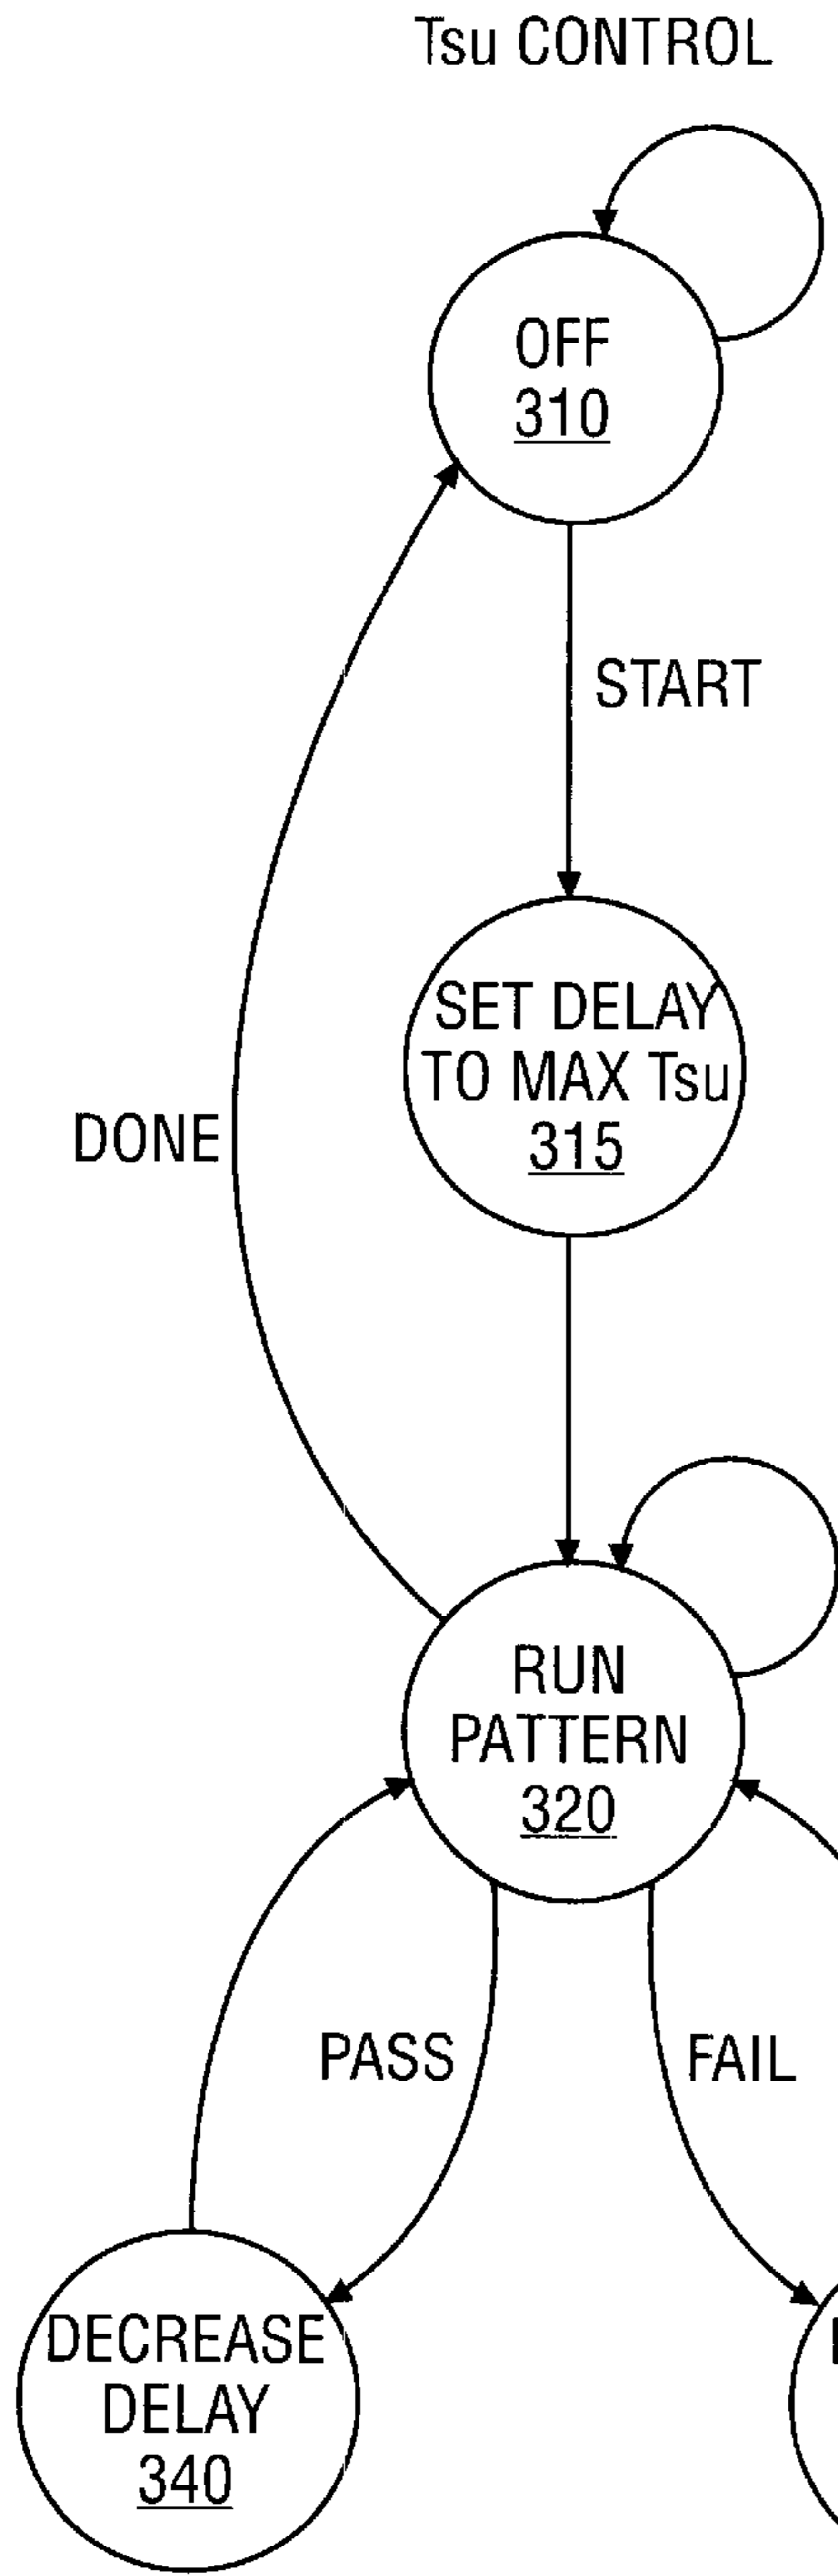 Tsu CONTROL
OFF
310
START
SET DELAY
TO MAX Tsu
315
DONE
RUN
PATTERN
320
PASS
FAIL
DECREASE
DELAY
340